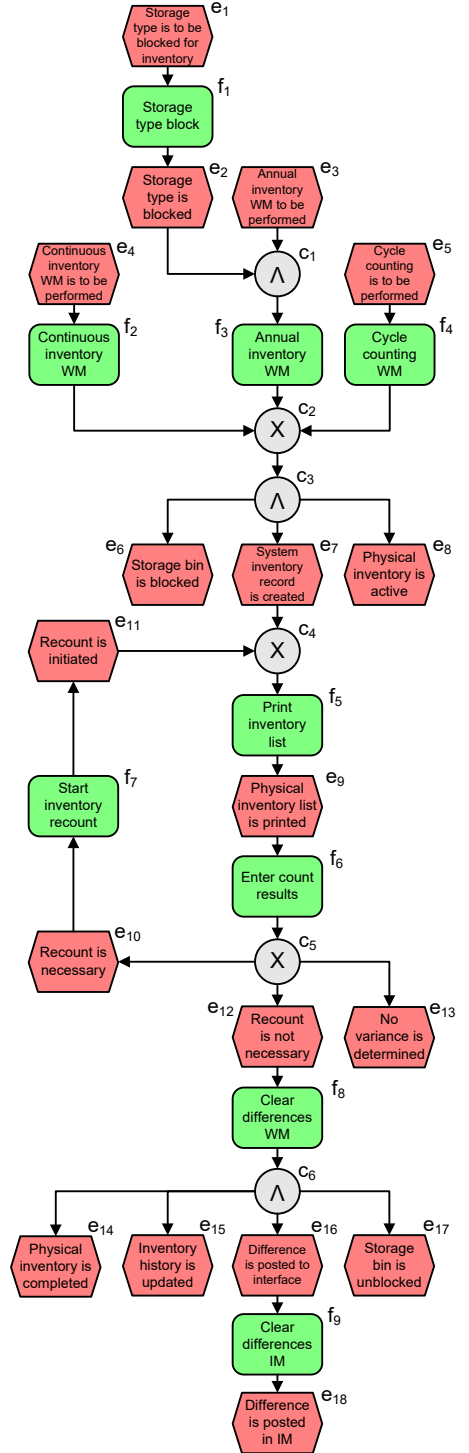 e1
Storage
type is to be
blocked for
inventory
f1
Storage
type block
e2
Storage
type is
blocked
e3
Annual
inventory
WM to be
performed
c1
∧
e4
Continuous
inventory
WM is to be
performed
e5
Cycle
counting
is to be
performed
f2
Continuous
inventory
WM
f3
Annual
inventory
WM
f4
Cycle
counting
WM
c2
X
c3
∧
e6
Storage bin
is blocked
e7
System
inventory
record
is created
e8
Physical
inventory is
active
e11
Recount is
initiated
c4
X
f5
Print
inventory
list
f7
Start
inventory
recount
e9
Physical
inventory list
is printed
f6
Enter count
results
e10
Recount is
necessary
c5
X
e12
Recount
is not
necessary
e13
No
variance is
determined
f8
Clear
differences
WM
c6
∧
e14
Physical
inventory is
completed
e15
Inventory
history is
updated
e16
Difference
is posted to
interface
e17
Storage
bin is
unblocked
f9
Clear
differences
IM
e18
Difference
is posted
in IM